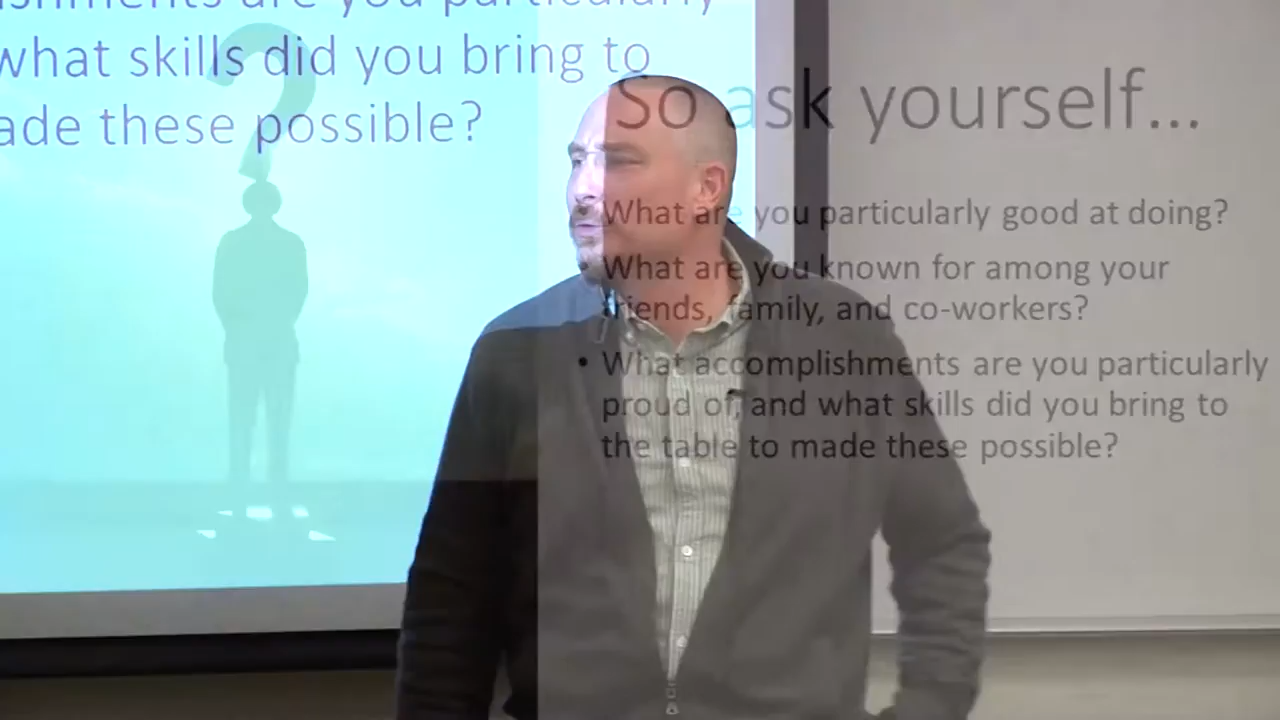 shments are you particularly
what skills did you bring to
ade these possible?
So ask yourself...
What are you particularly good at doing?
• What are you known for among your
friends, family, and co-workers?
• What accomplishments are you particularly
proud of, and what skills did you bring to
the table to made these possible?